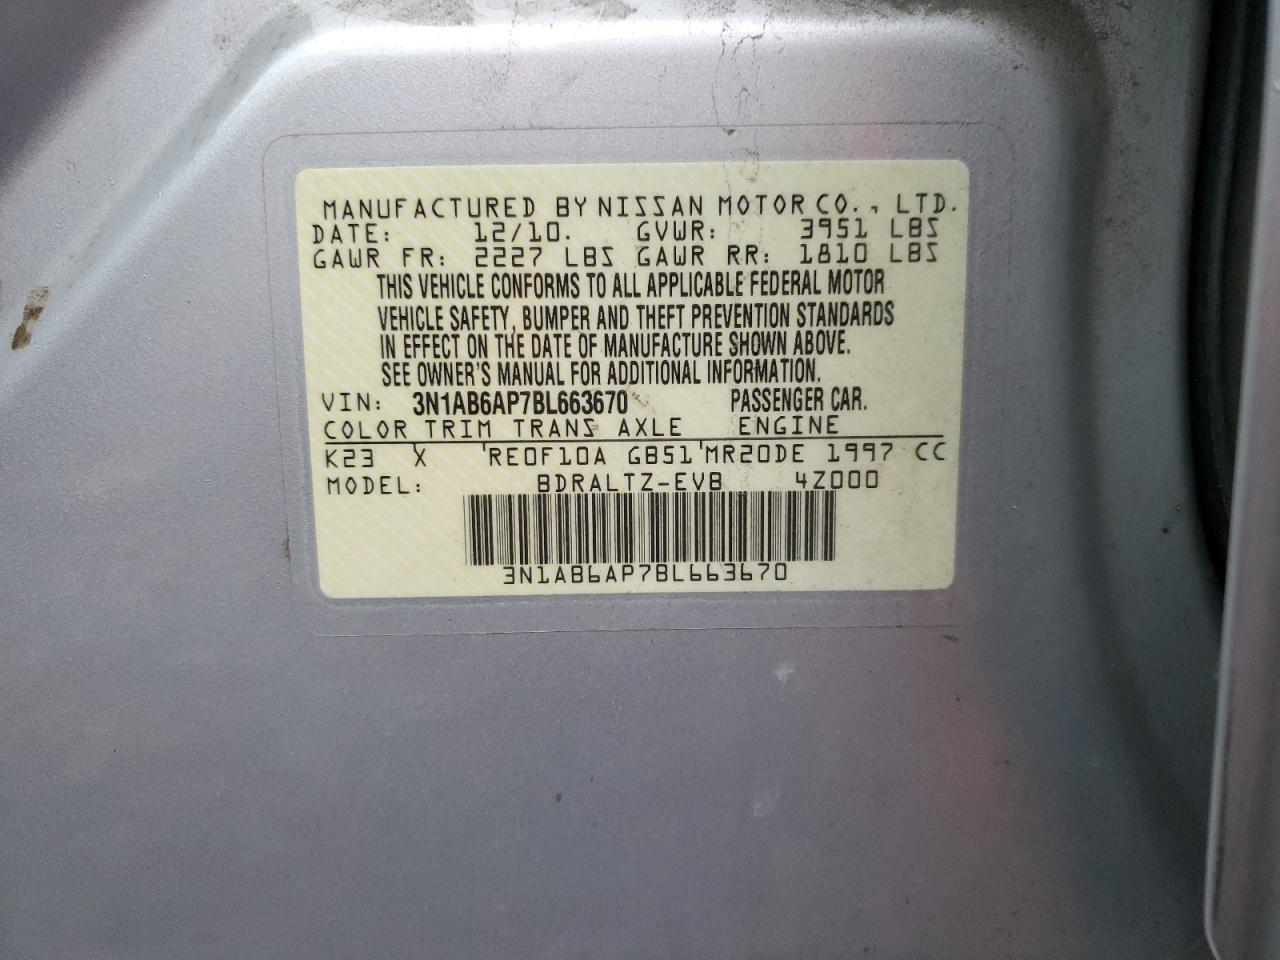 MANUFACTURED BY NISSAN MOTOR CO., LTD.
DATE: 12/10. GVWR: 3951 LBS
GAWR FR: 2227 LBS GAWR RR: 1810 LBS
THIS VEHICLE CONFORMS TO ALL APPLICABLE FEDERAL MOTOR
VEHICLE SAFETY, BUMPER AND THEFT PREVENTION STANDARDS
IN EFFECT ON THE DATE OF MANUFACTURE SHOWN ABOVE.
SEE OWNER'S MANUAL FOR ADDITIONAL INFORMATION.
VIN: 3N1AB6AP7BL663670 PASSENGER CAR.
COLOR TRIM TRANS AXLE ENGINE
K23 X RE0F10A GB51 MR20DE 1997 CC
MODEL: BDRALTZ-EVB 4Z000
3N1AB6AP7BL663670